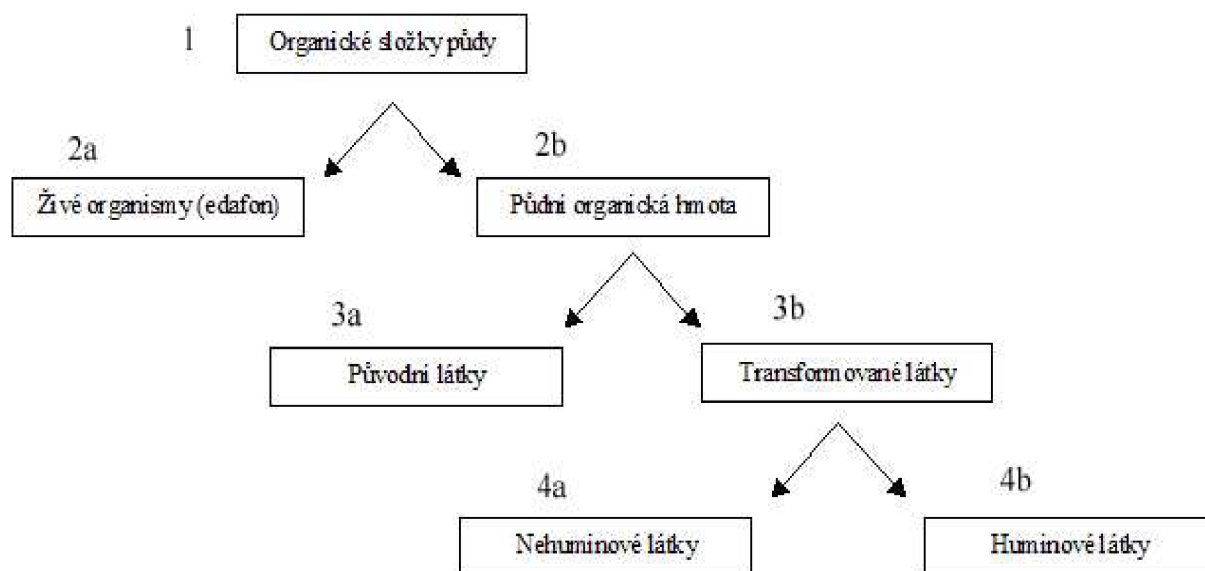 1
Organické složky půdy
2a
2b
Živé organismy (edafon)
Půdní organická hmota
3a
3b
Původní látky
Transformované látky
4a
4b
Nehuminové látky
Huminové látky